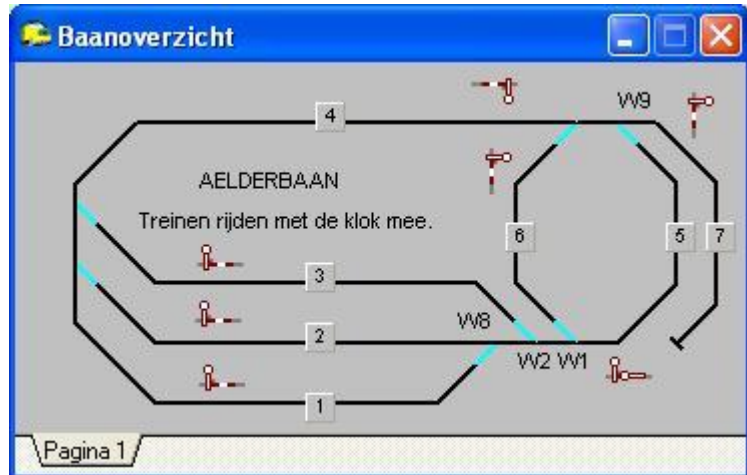 Baanoverzicht
W9
4
AELDERBAAN
Treinen rijden met de klok mee.
6
5
7
3
W8
2
W2
W1
1
Pagina 1